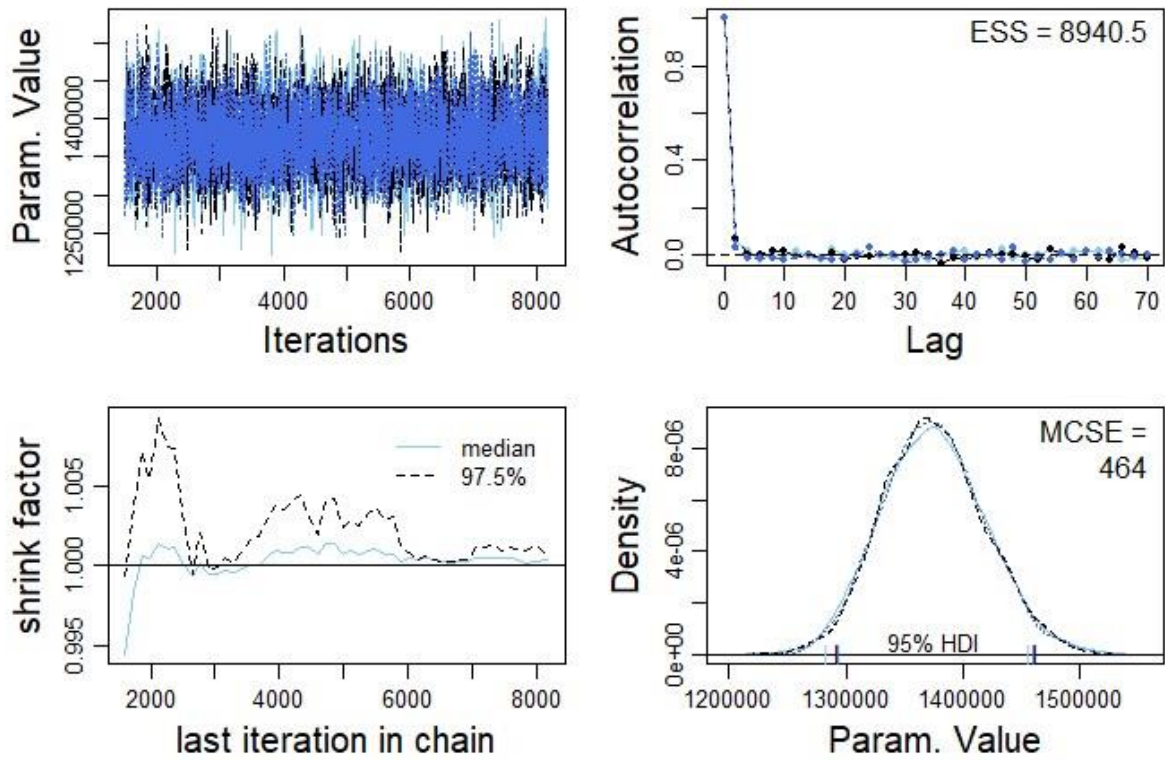 Param. Value
1250000
1400000
2000
4000
6000
8000
Iterations
Autocorrelation
0.0
0.4
0.8
ESS = 8940.5
0
10
20
30
40
50
60
70
Lag
shrink factor
0.995
1.000
1.005
median
97.5%
2000
4000
6000
8000
last iteration in chain
Density
0e+00
4e-06
8e-06
MCSE =
464
95% HDI
1200000
1300000
1400000
1500000
Param. Value